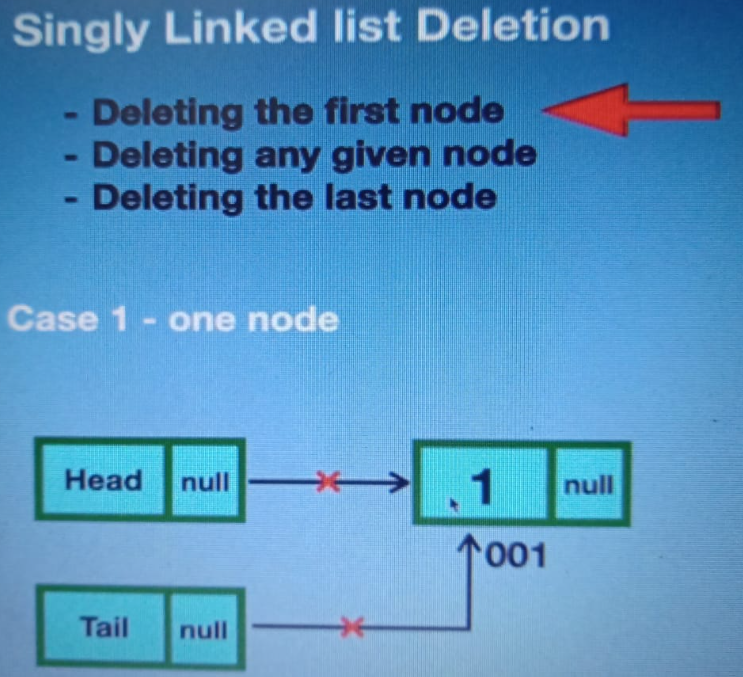 Singly Linked list Deletion
- Deleting the first node
- Deleting any given node
- Deleting the last node
Case 1 - one node
Head null
1 null
001
Tail null